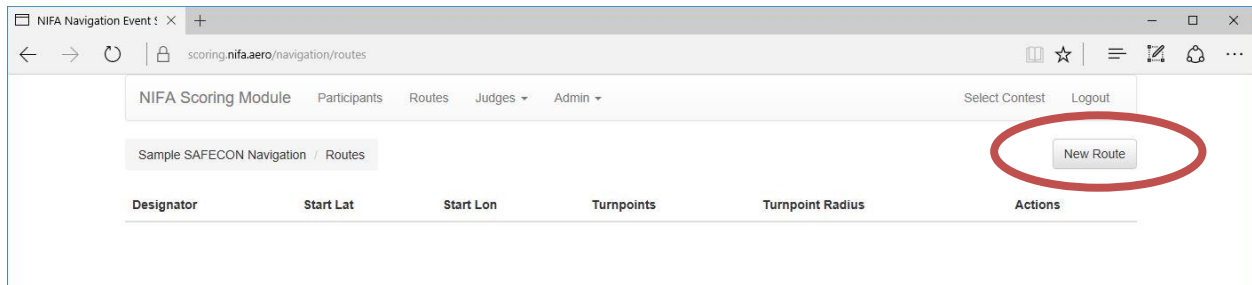 NIFA Navigation Event S
scoring.nifa.aero/navigation/routes
NIFA Scoring Module Participants Routes Judges Admin Select Contest Logout
Sample SAFECON Navigation / Routes New Route
Designator Start Lat Start Lon Turnpoints Turnpoint Radius Actions